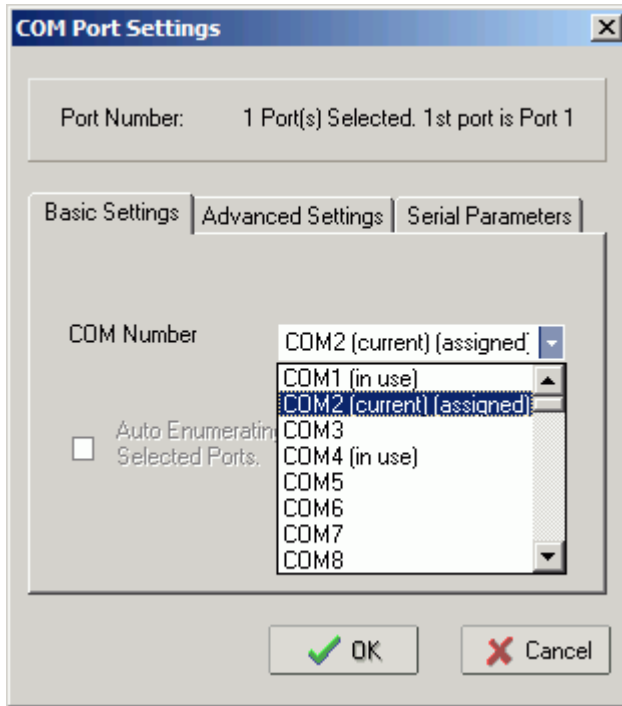 COM Port Settings
Port Number: 1 Port(s) Selected. 1st port is Port 1
Basic Settings Advanced Settings Serial Parameters
COM Number COM2 (current) (assigned)
COM1 (in use)
COM2 (current) (assigned)
COM3
Auto Enumerating
COM4 (in use)
Selected Ports.
COM5
COM6
COM7
COM8
OK Cancel